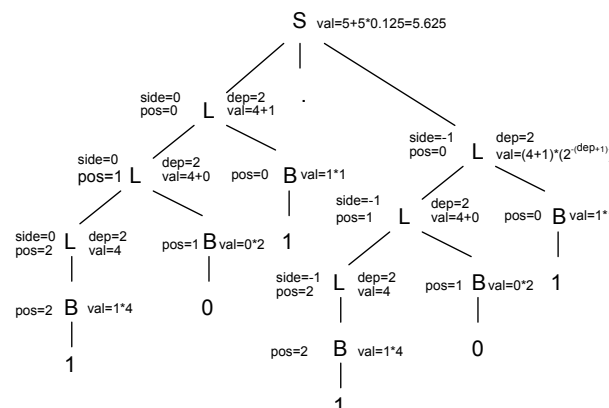 S val=5+5*0.125=5.625
side=0 dep=2 .
pos=0 L val=4+1
side=0 dep=2 side=-1 dep=2
pos=1 L val=4+0 pos=0 B val=1*1 pos=0 L val=(4+1)*(2^-(dep+1)
side=0 dep=2 side=-1 dep=2
pos=2 L val=4 pos=1 B val=0*2 1 pos=1 L val=4+0 pos=0 B val=1*
side=-1 dep=2 1
pos=2 B val=1*4 0 pos=2 L val=4 pos=1 B val=0*2
1 pos=2 B val=1*4 0
1